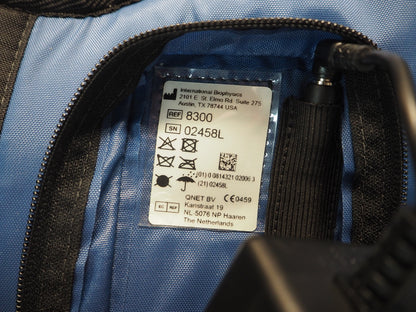 International Biophysics
2101 E. St. Elmo Rd. Suite 275
Austin, TX 78744 USA
REF 8300
SN 02458L
(01) 0 0814321 02006 3
(21) 02458L
QNET BV CE0459
Kantstraat 19
EC REP NL-5076 NP Haaren
The Netherlands